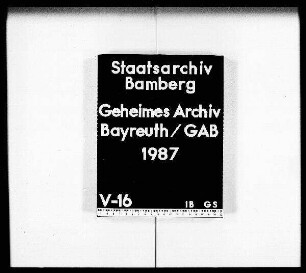 Staatsarchiv
Bamberg
Geheimes Archiv
Bayreuth/GAB
1987
V-16 IB GS